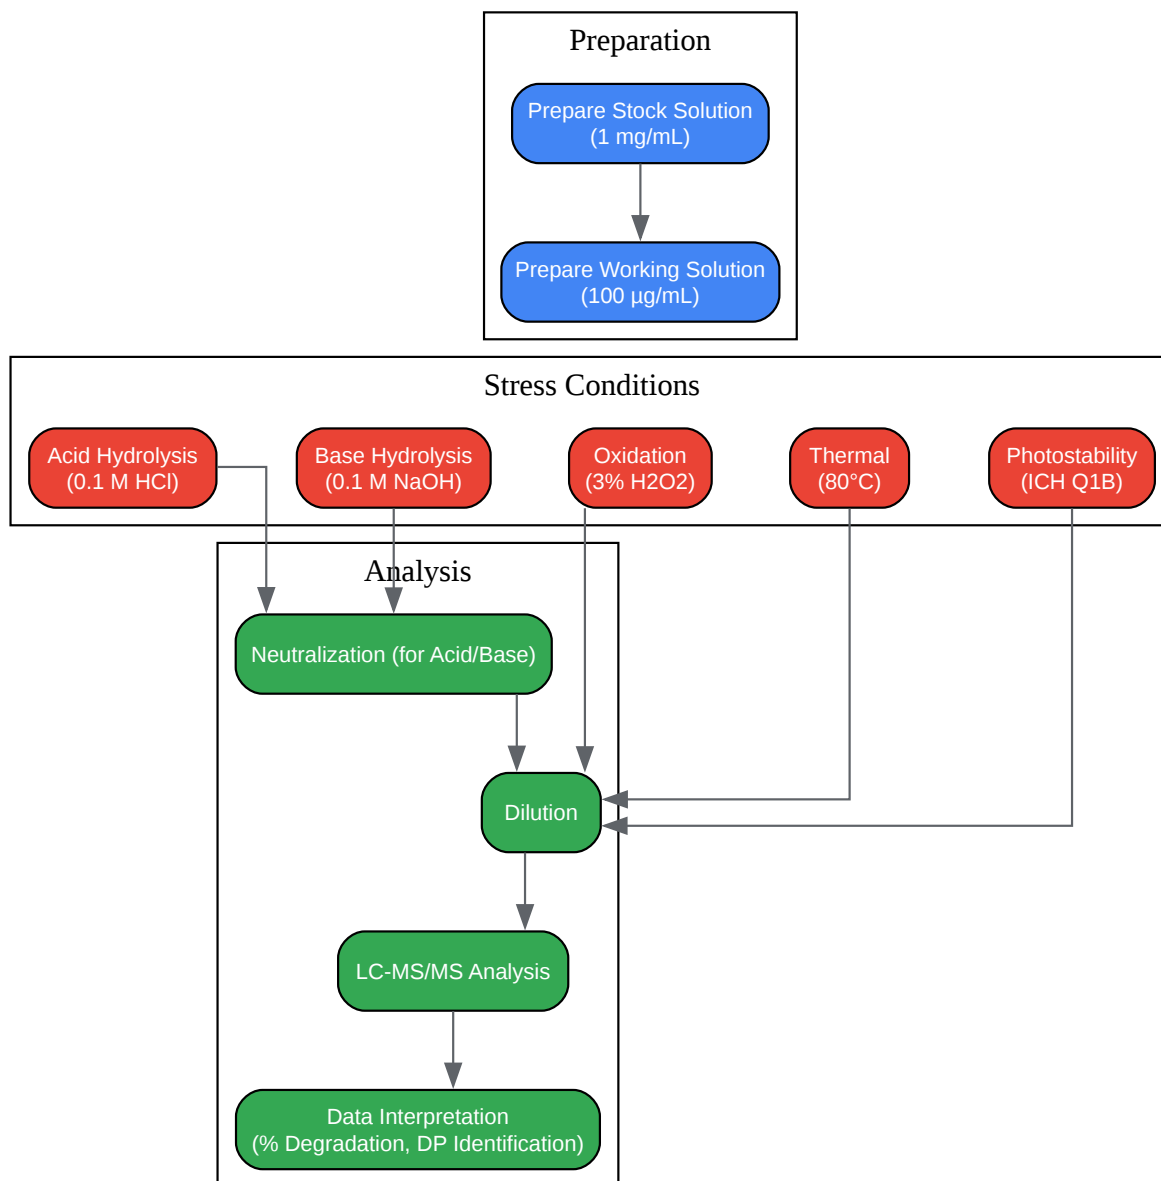 Preparation
Prepare Stock Solution
(1 mg/mL)
Prepare Working Solution
(100 µg/mL)
Stress Conditions
Acid Hydrolysis
(0.1 M HCl)
Base Hydrolysis
(0.1 M NaOH)
Oxidation
(3% H2O2)
Thermal
(80°C)
Photostability
(ICH Q1B)
Analysis
Neutralization (for Acid/Base)
Dilution
LC-MS/MS Analysis
Data Interpretation
(% Degradation, DP Identification)